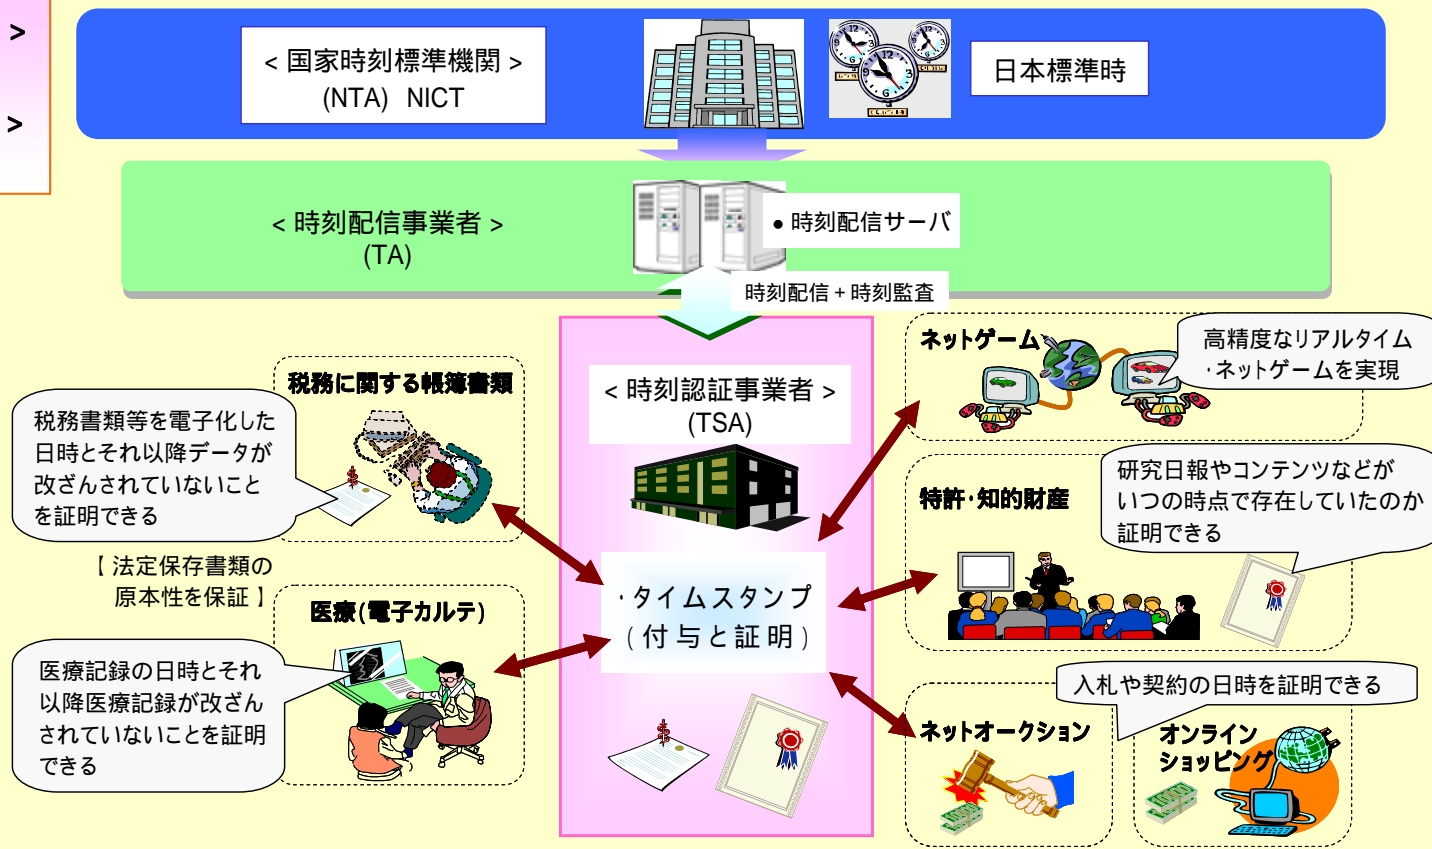 >
>
< 国家時刻標準機関 >
(NTA) NICT
日本標準時
< 時刻配信事業者 >
(TA)
• 時刻配信サーバ
時刻配信 + 時刻監査
< 時刻認証事業者 >
(TSA)
・タイムスタンプ
( 付 与 と 証 明 )
税務に関する帳簿書類
税務書類等を電子化した
日時とそれ以降データが
改ざんされていないこと
を証明できる
【 法定保存書類の
原本性を保証 】
医療(電子カルテ)
医療記録の日時とそれ
以降医療記録が改ざん
されていないことを証明
できる
ネットゲーム
高精度なリアルタイム
・ネットゲームを実現
特許・知的財産
研究日報やコンテンツなどが
いつの時点で存在していたのか
証明できる
入札や契約の日時を証明できる
ネットオークション
オンライン
ショッピング